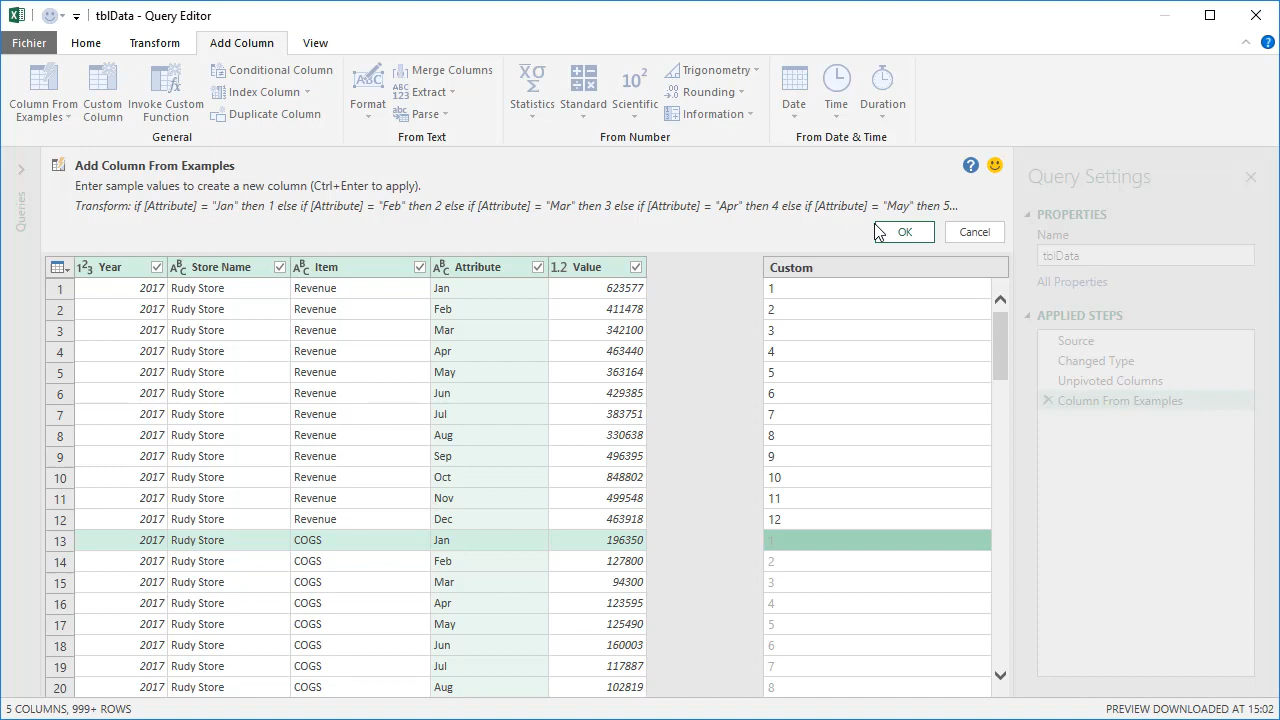 tblData - Query Editor
Fichier Home Transform Add Column View
Column From Examples
Custom Column
Invoke Custom Function
Conditional Column
Index Column
Duplicate Column
General
Format
Merge Columns
Extract
Parse
From Text
Statistics
Standard
Scientific
Trigonometry
Rounding
Information
From Number
Date
Time
Duration
From Date & Time
Queries
Add Column From Examples
Enter sample values to create a new column (Ctrl+Enter to apply).
Transform: if [Attribute] = "Jan" then 1 else if [Attribute] = "Feb" then 2 else if [Attribute] = "Mar" then 3 else if [Attribute] = "Apr" then 4 else if [Attribute] = "May" then 5...
OK Cancel
Year Store Name Item Attribute Value Custom
1 2017 Rudy Store Revenue Jan 623577 1
2 2017 Rudy Store Revenue Feb 411478 2
3 2017 Rudy Store Revenue Mar 342100 3
4 2017 Rudy Store Revenue Apr 463440 4
5 2017 Rudy Store Revenue May 363164 5
6 2017 Rudy Store Revenue Jun 429385 6
7 2017 Rudy Store Revenue Jul 383751 7
8 2017 Rudy Store Revenue Aug 330638 8
9 2017 Rudy Store Revenue Sep 496395 9
10 2017 Rudy Store Revenue Oct 848802 10
11 2017 Rudy Store Revenue Nov 499548 11
12 2017 Rudy Store Revenue Dec 463918 12
13 2017 Rudy Store COGS Jan 196350 1
14 2017 Rudy Store COGS Feb 127800 2
15 2017 Rudy Store COGS Mar 94300 3
16 2017 Rudy Store COGS Apr 123595 4
17 2017 Rudy Store COGS May 125490 5
18 2017 Rudy Store COGS Jun 160003 6
19 2017 Rudy Store COGS Jul 117887 7
20 2017 Rudy Store COGS Aug 102819 8
Query Settings
PROPERTIES
Name
tblData
All Properties
APPLIED STEPS
Source
Changed Type
Unpivoted Columns
Column From Examples
5 COLUMNS, 999+ ROWS
PREVIEW DOWNLOADED AT 15:02